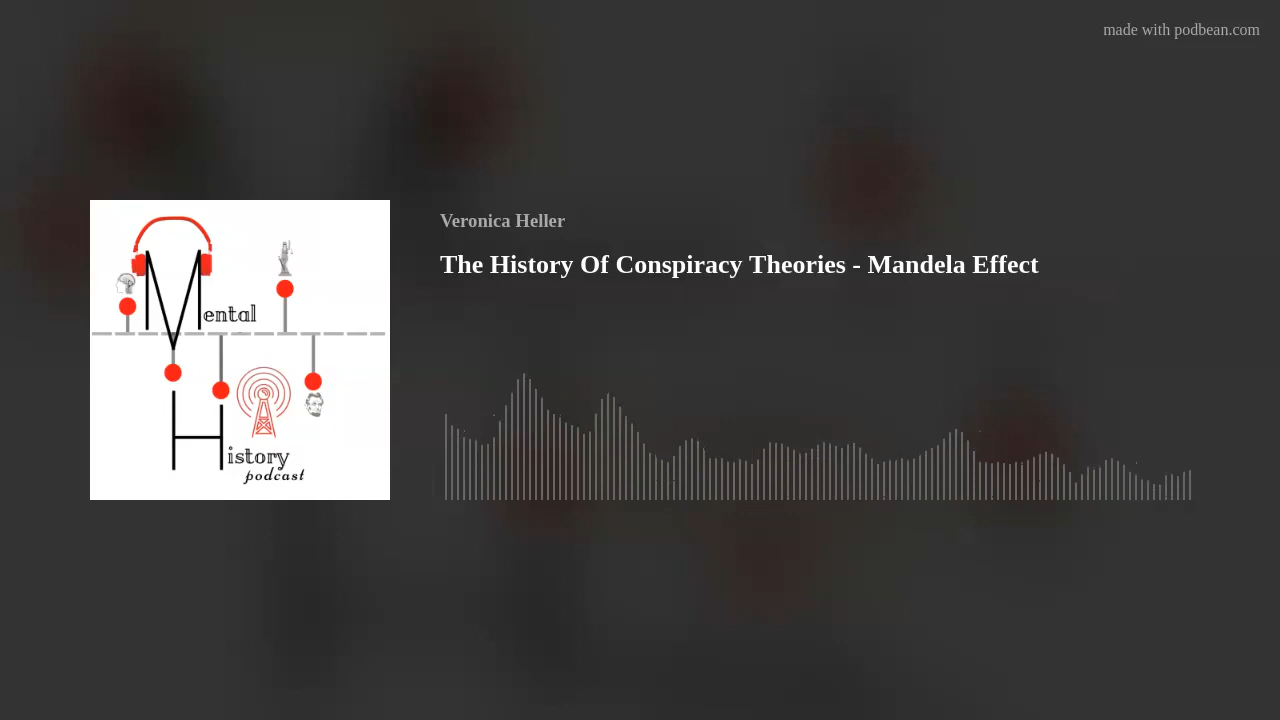 made with podbean.com
Veronica Heller
The History Of Conspiracy Theories - Mandela Effect
Mental
History
podcast